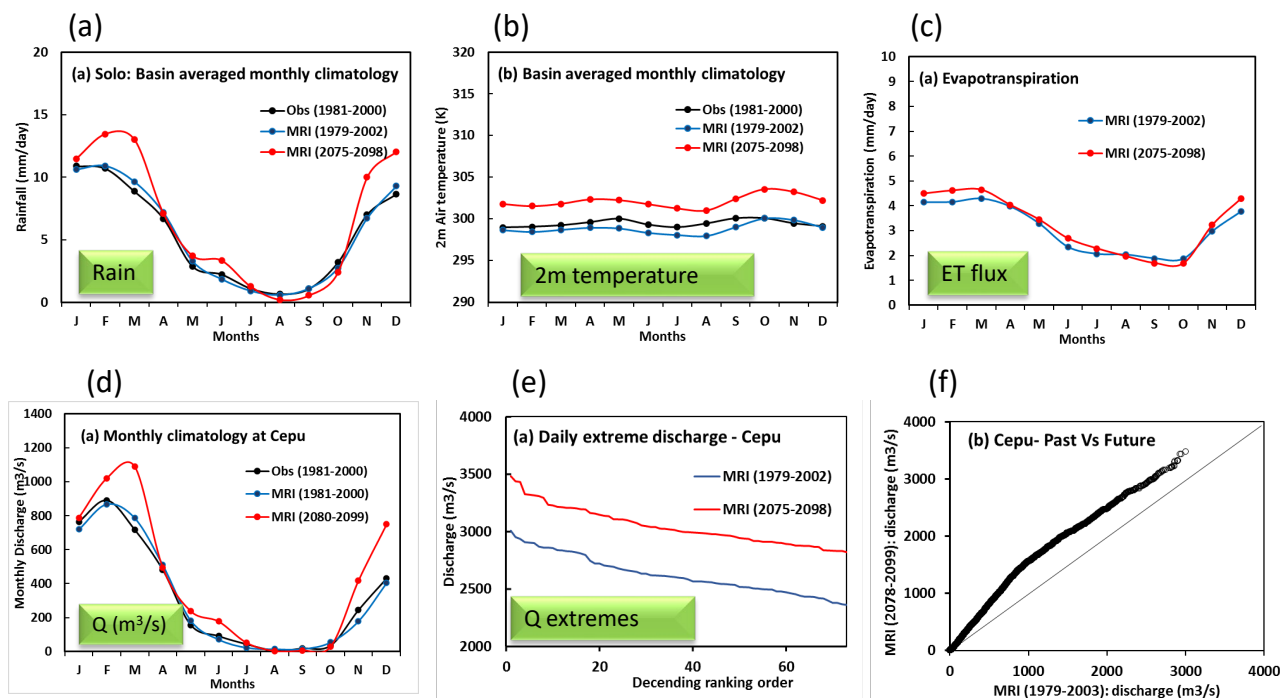 (a)
(b)
(c)
(a) Solo: Basin averaged monthly climatology
Obs (1981-2000)
MRI (1979-2002)
MRI (2075-2098)
Rainfall (mm/day)
20
15
10
5
0
Rain
J F M A M J J A S O N D
Months
(b) Basin averaged monthly climatology
Obs (1981-2000)
MRI (1979-2002)
MRI (2075-2098)
2m Air temperature (K)
320
315
310
305
300
295
290
2m temperature
J F M A M J J A S O N D
Months
(a) Evapotranspiration
MRI (1979-2002)
MRI (2075-2098)
Evapotranspiration (mm/day)
10
9
8
7
6
5
4
3
2
1
0
ET flux
J F M A M J J A S O N D
Months
(d)
(e)
(f)
(a) Monthly climatology at Cepu
Obs (1981-2000)
MRI (1981-2000)
MRI (2080-2099)
Monthly Discharge (m3/s)
1400
1200
1000
800
600
400
200
0
Q (m³/s)
J F M A M J J A S O N D
Months
(a) Daily extreme discharge - Cepu
MRI (1979-2002)
MRI (2075-2098)
Discharge (m3/s)
4000
3500
3000
2500
2000
Q extremes
0 20 40 60
Decending ranking order
(b) Cepu- Past Vs Future
MRI (2078-2099): discharge (m3/s)
4000
3000
2000
1000
0
0 1000 2000 3000 4000
MRI (1979-2003): discharge (m3/s)